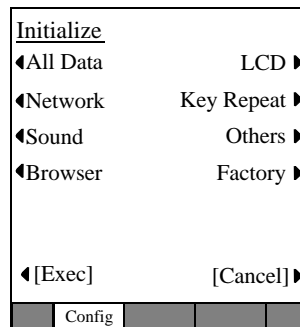 Initialize
All Data LCD
Network Key Repeat
Sound Others
Browser Factory
[Exec] [Cancel]
Config